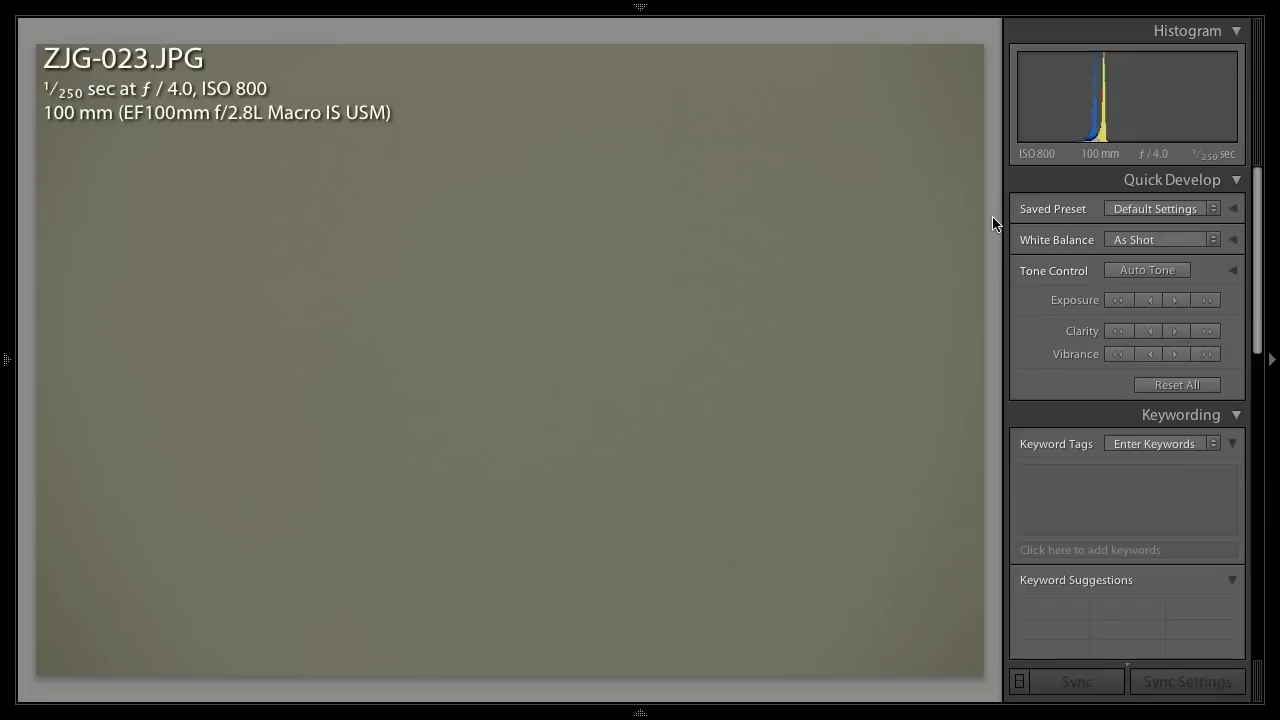 ZJG-023.JPG
1/250 sec at ƒ / 4.0, ISO 800
100 mm (EF100mm f/2.8L Macro IS USM)
Histogram
ISO 800 100 mm ƒ / 4.0 1/250 sec
Quick Develop
Saved Preset Default Settings
White Balance As Shot
Tone Control Auto Tone
Exposure
Clarity
Vibrance
Reset All
Keywording
Keyword Tags Enter Keywords
Click here to add keywords
Keyword Suggestions
Sync Sync Settings